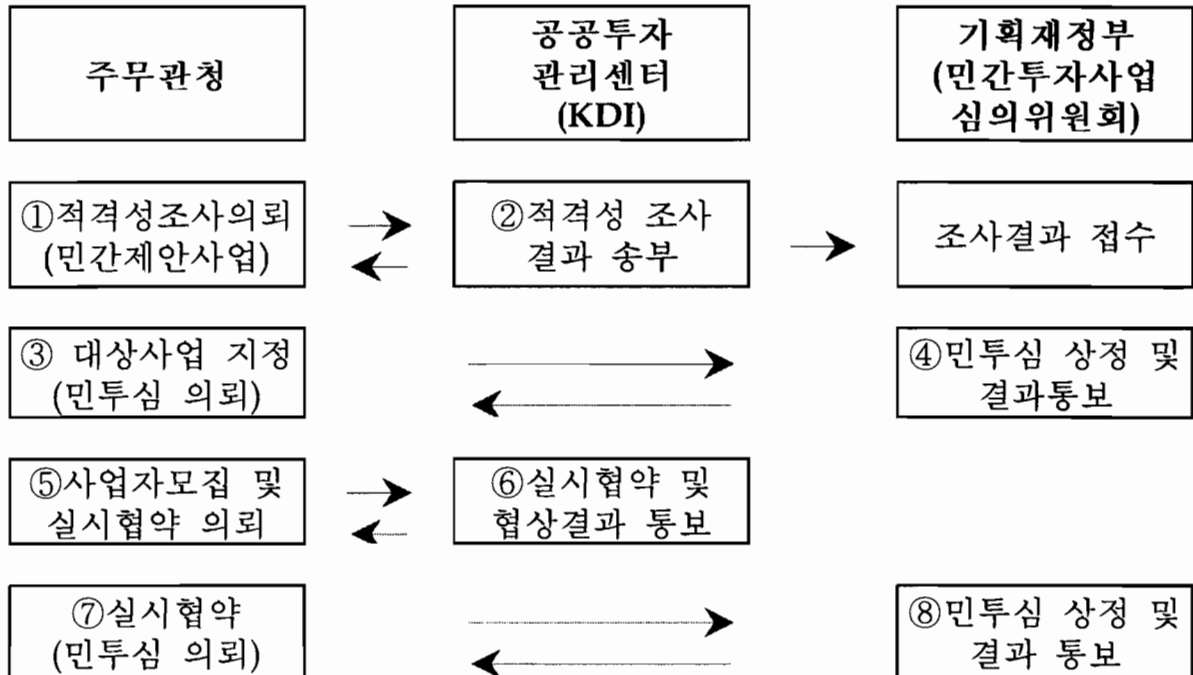 주무관청
공공투자
관리센터
(KDI)
기획재정부
(민간투자사업
심의위원회)
①적격성조사의뢰
(민간제안사업)
②적격성 조사
결과 송부
조사결과 접수
③ 대상사업 지정
(민투심 의뢰)
④민투심 상정 및
결과통보
⑤사업자모집 및
실시협약 의뢰
⑥실시협약 및
협상결과 통보
⑦실시협약
(민투심 의뢰)
⑧민투심 상정 및
결과 통보